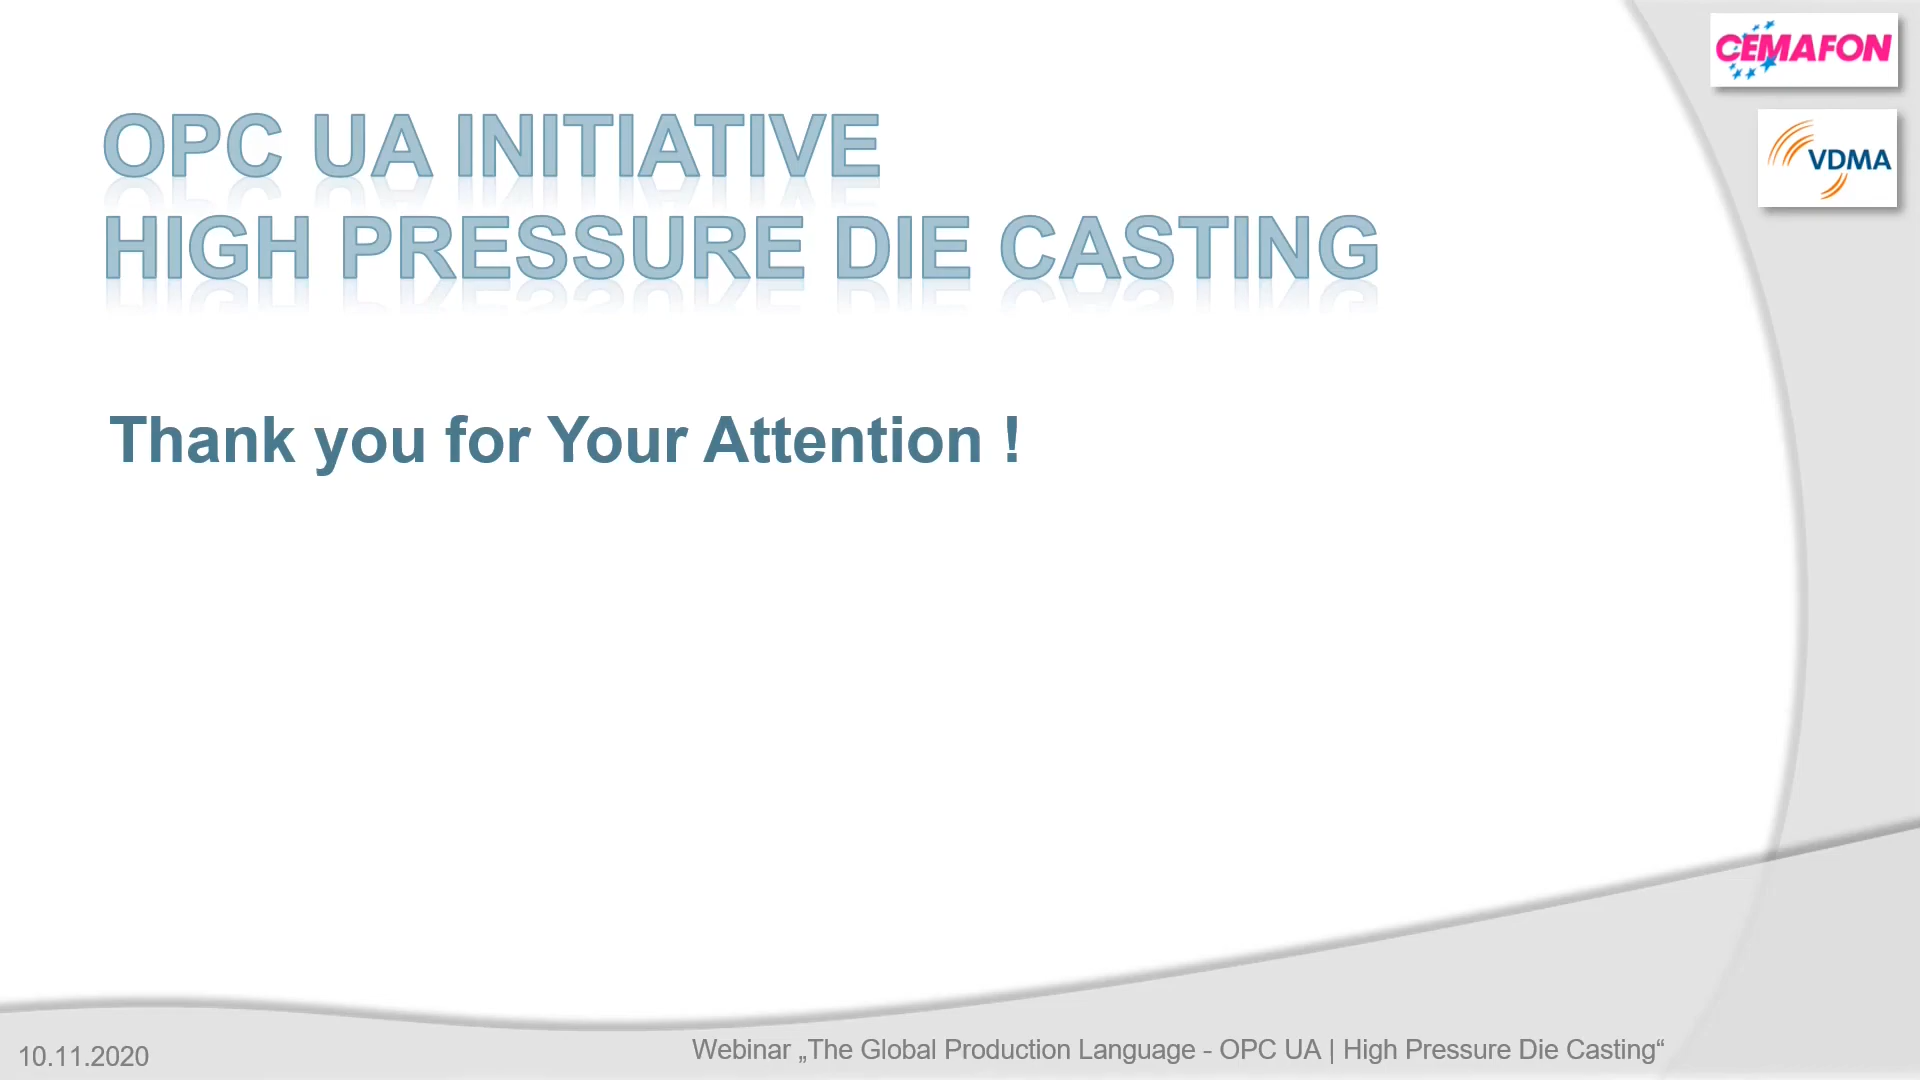 CEMAFON
VDMA
OPC UA INITIATIVE
HIGH PRESSURE DIE CASTING
Thank you for Your Attention !
10.11.2020
Webinar „The Global Production Language - OPC UA | High Pressure Die Casting“